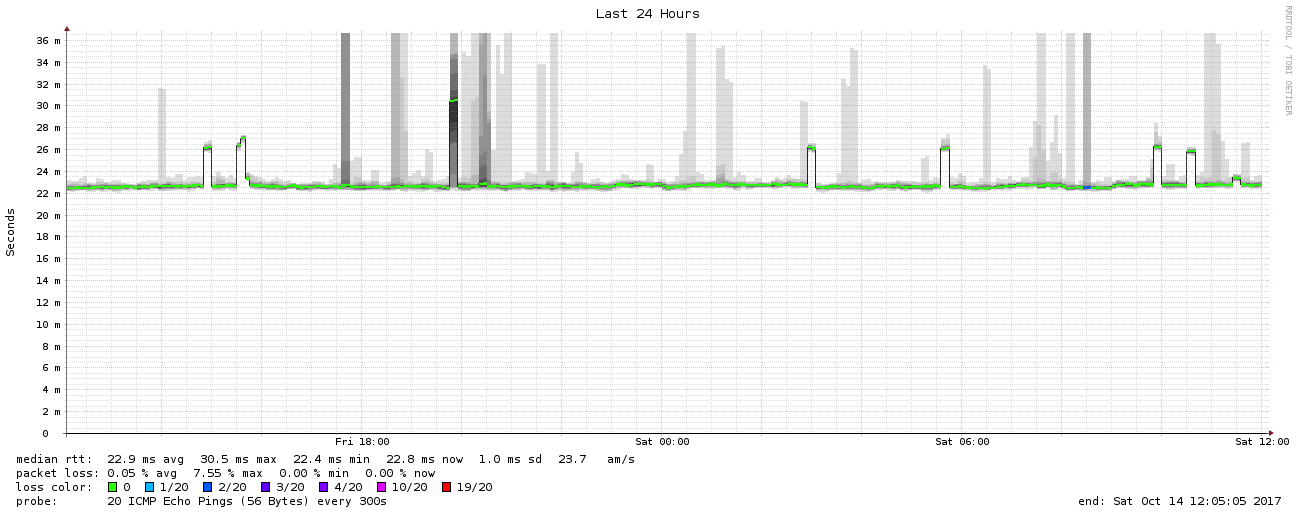 Last 24 Hours
RRDTOOL / TOBI OETIKER
Seconds
36 m
34 m
32 m
30 m
28 m
26 m
24 m
22 m
20 m
18 m
16 m
14 m
12 m
10 m
8 m
6 m
4 m
2 m
0
Fri 18:00 Sat 00:00 Sat 06:00 Sat 12:00
median rtt: 22.9 ms avg 30.5 ms max 22.4 ms min 22.8 ms now 1.0 ms sd 23.7 am/s
packet loss: 0.05 % avg 7.55 % max 0.00 % min 0.00 % now
loss color: 0 1/20 2/20 3/20 4/20 10/20 19/20
probe: 20 ICMP Echo Pings (56 Bytes) every 300s end: Sat Oct 14 12:05:05 2017